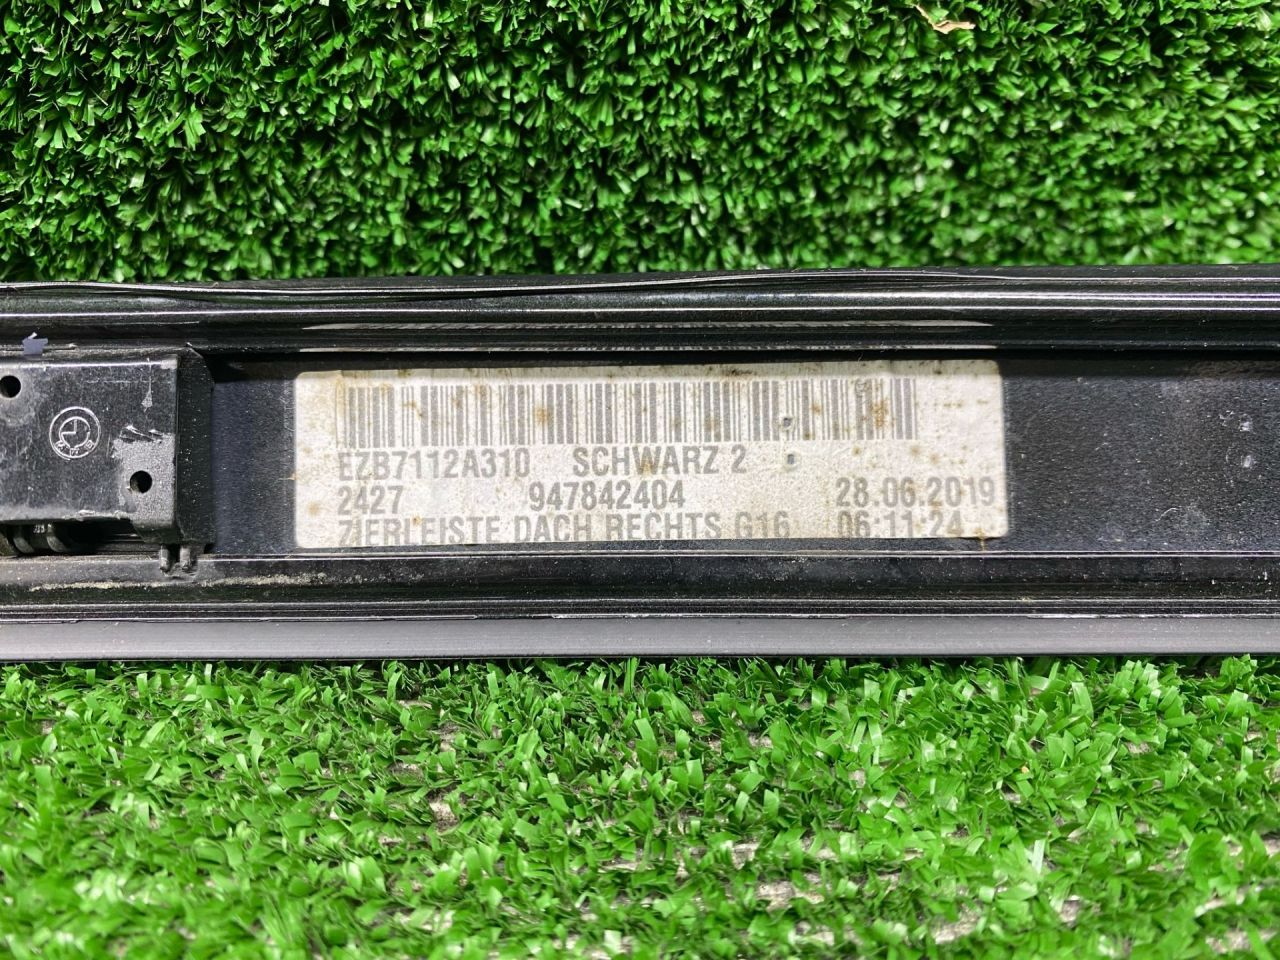 EZB7112A310 SCHWARZ 2
2427 947842404 28.06.2019
ZIERLEISTE DACH RECHTS G16 06:11:24